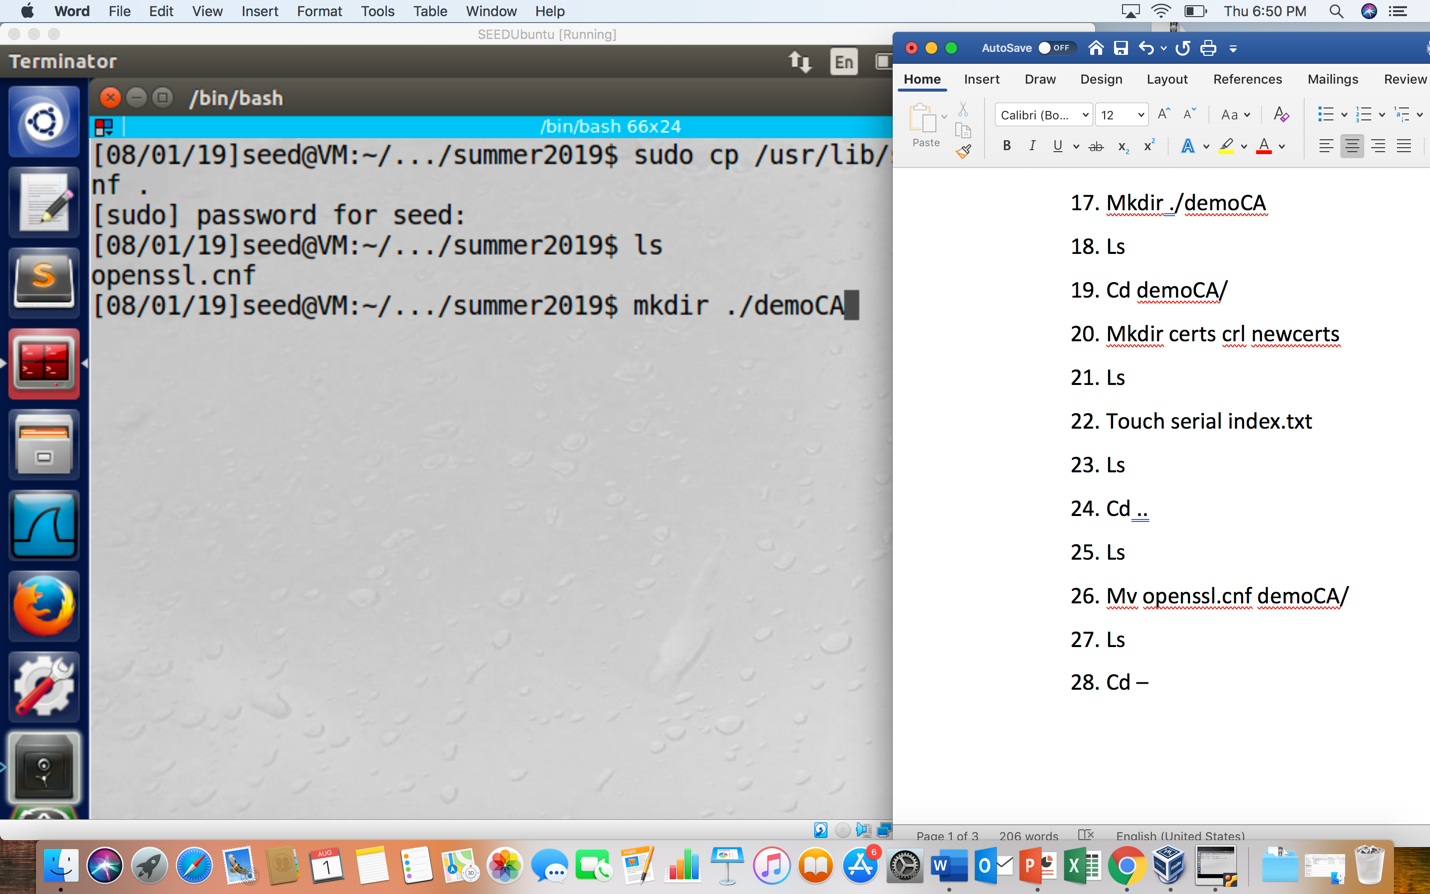 Word File Edit View Insert Format Tools Table Window Help Thu 6:50 PM
SEEDUbuntu [Running]
Terminator En
/bin/bash
/bin/bash 66x24
[08/01/19]seed@VM:~/.../summer2019$ sudo cp /usr/lib/
nf .
[sudo] password for seed:
[08/01/19]seed@VM:~/.../summer2019$ ls
openssl.cnf
[08/01/19]seed@VM:~/.../summer2019$ mkdir ./demoCA
AutoSave OFF
Home Insert Draw Design Layout References Mailings Review
Calibri (Bo... 12
Paste
17. Mkdir ./demoCA
18. Ls
19. Cd demoCA/
20. Mkdir certs crl newcerts
21. Ls
22. Touch serial index.txt
23. Ls
24. Cd ..
25. Ls
26. Mv openssl.cnf demoCA/
27. Ls
28. Cd –
Page 1 of 3 206 words English (United States)
AUG
1
6